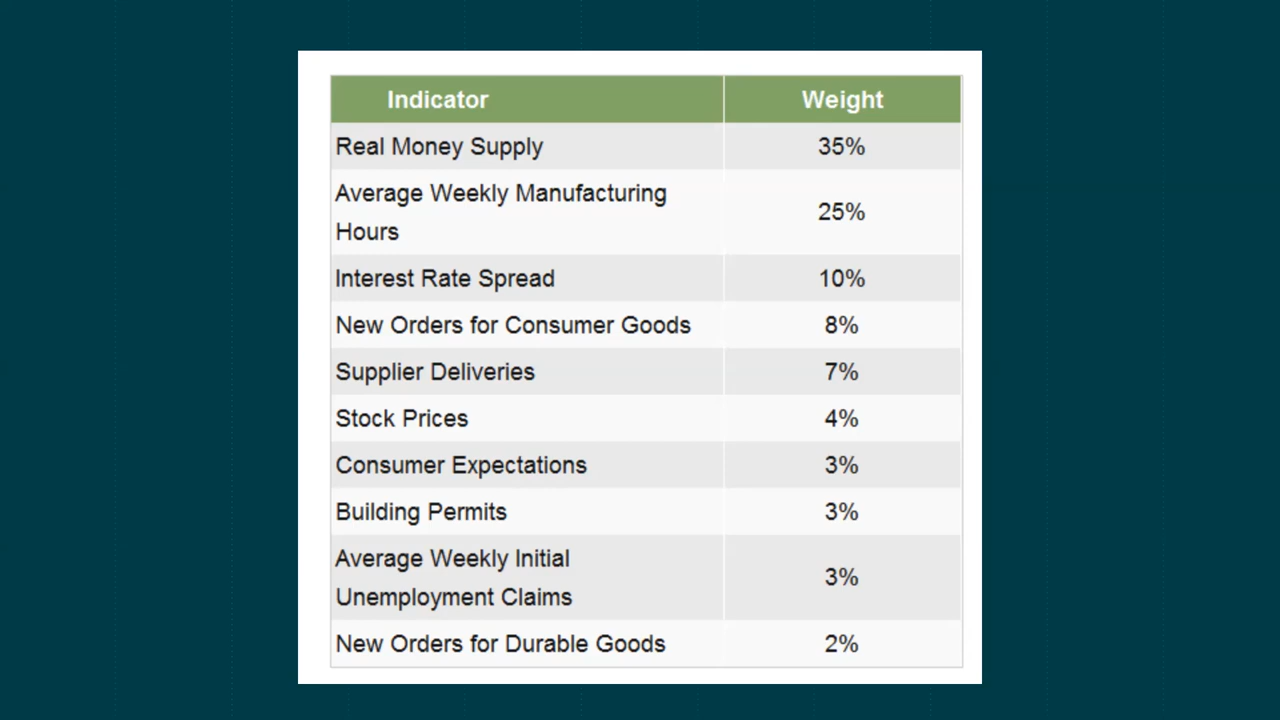 Indicator Weight
Real Money Supply 35%
Average Weekly Manufacturing
Hours 25%
Interest Rate Spread 10%
New Orders for Consumer Goods 8%
Supplier Deliveries 7%
Stock Prices 4%
Consumer Expectations 3%
Building Permits 3%
Average Weekly Initial
Unemployment Claims 3%
New Orders for Durable Goods 2%